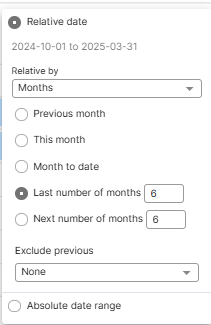 Relative date
2024-10-01 to 2025-03-31
Relative by
Months
Previous month
This month
Month to date
Last number of months 6
Next number of months 6
Exclude previous
None
Absolute date range